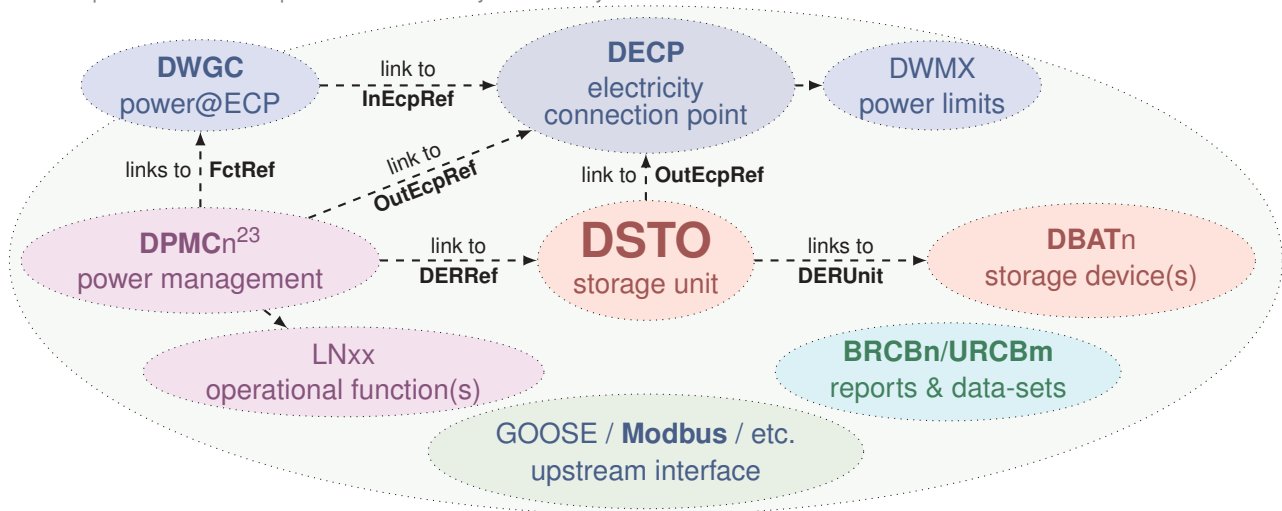 DWGC
power@ECP
link to
InEcpRef
DECP
electricity
connection point
DWMX
power limits
links to FctRef
link to
OutEcpRef
link to OutEcpRef
DPMCn23
power management
link to
DERRef
DSTO
storage unit
links to
DERUnit
DBATn
storage device(s)
LNxx
operational function(s)
BRCBn/URCBm
reports & data-sets
GOOSE / Modbus / etc.
upstream interface